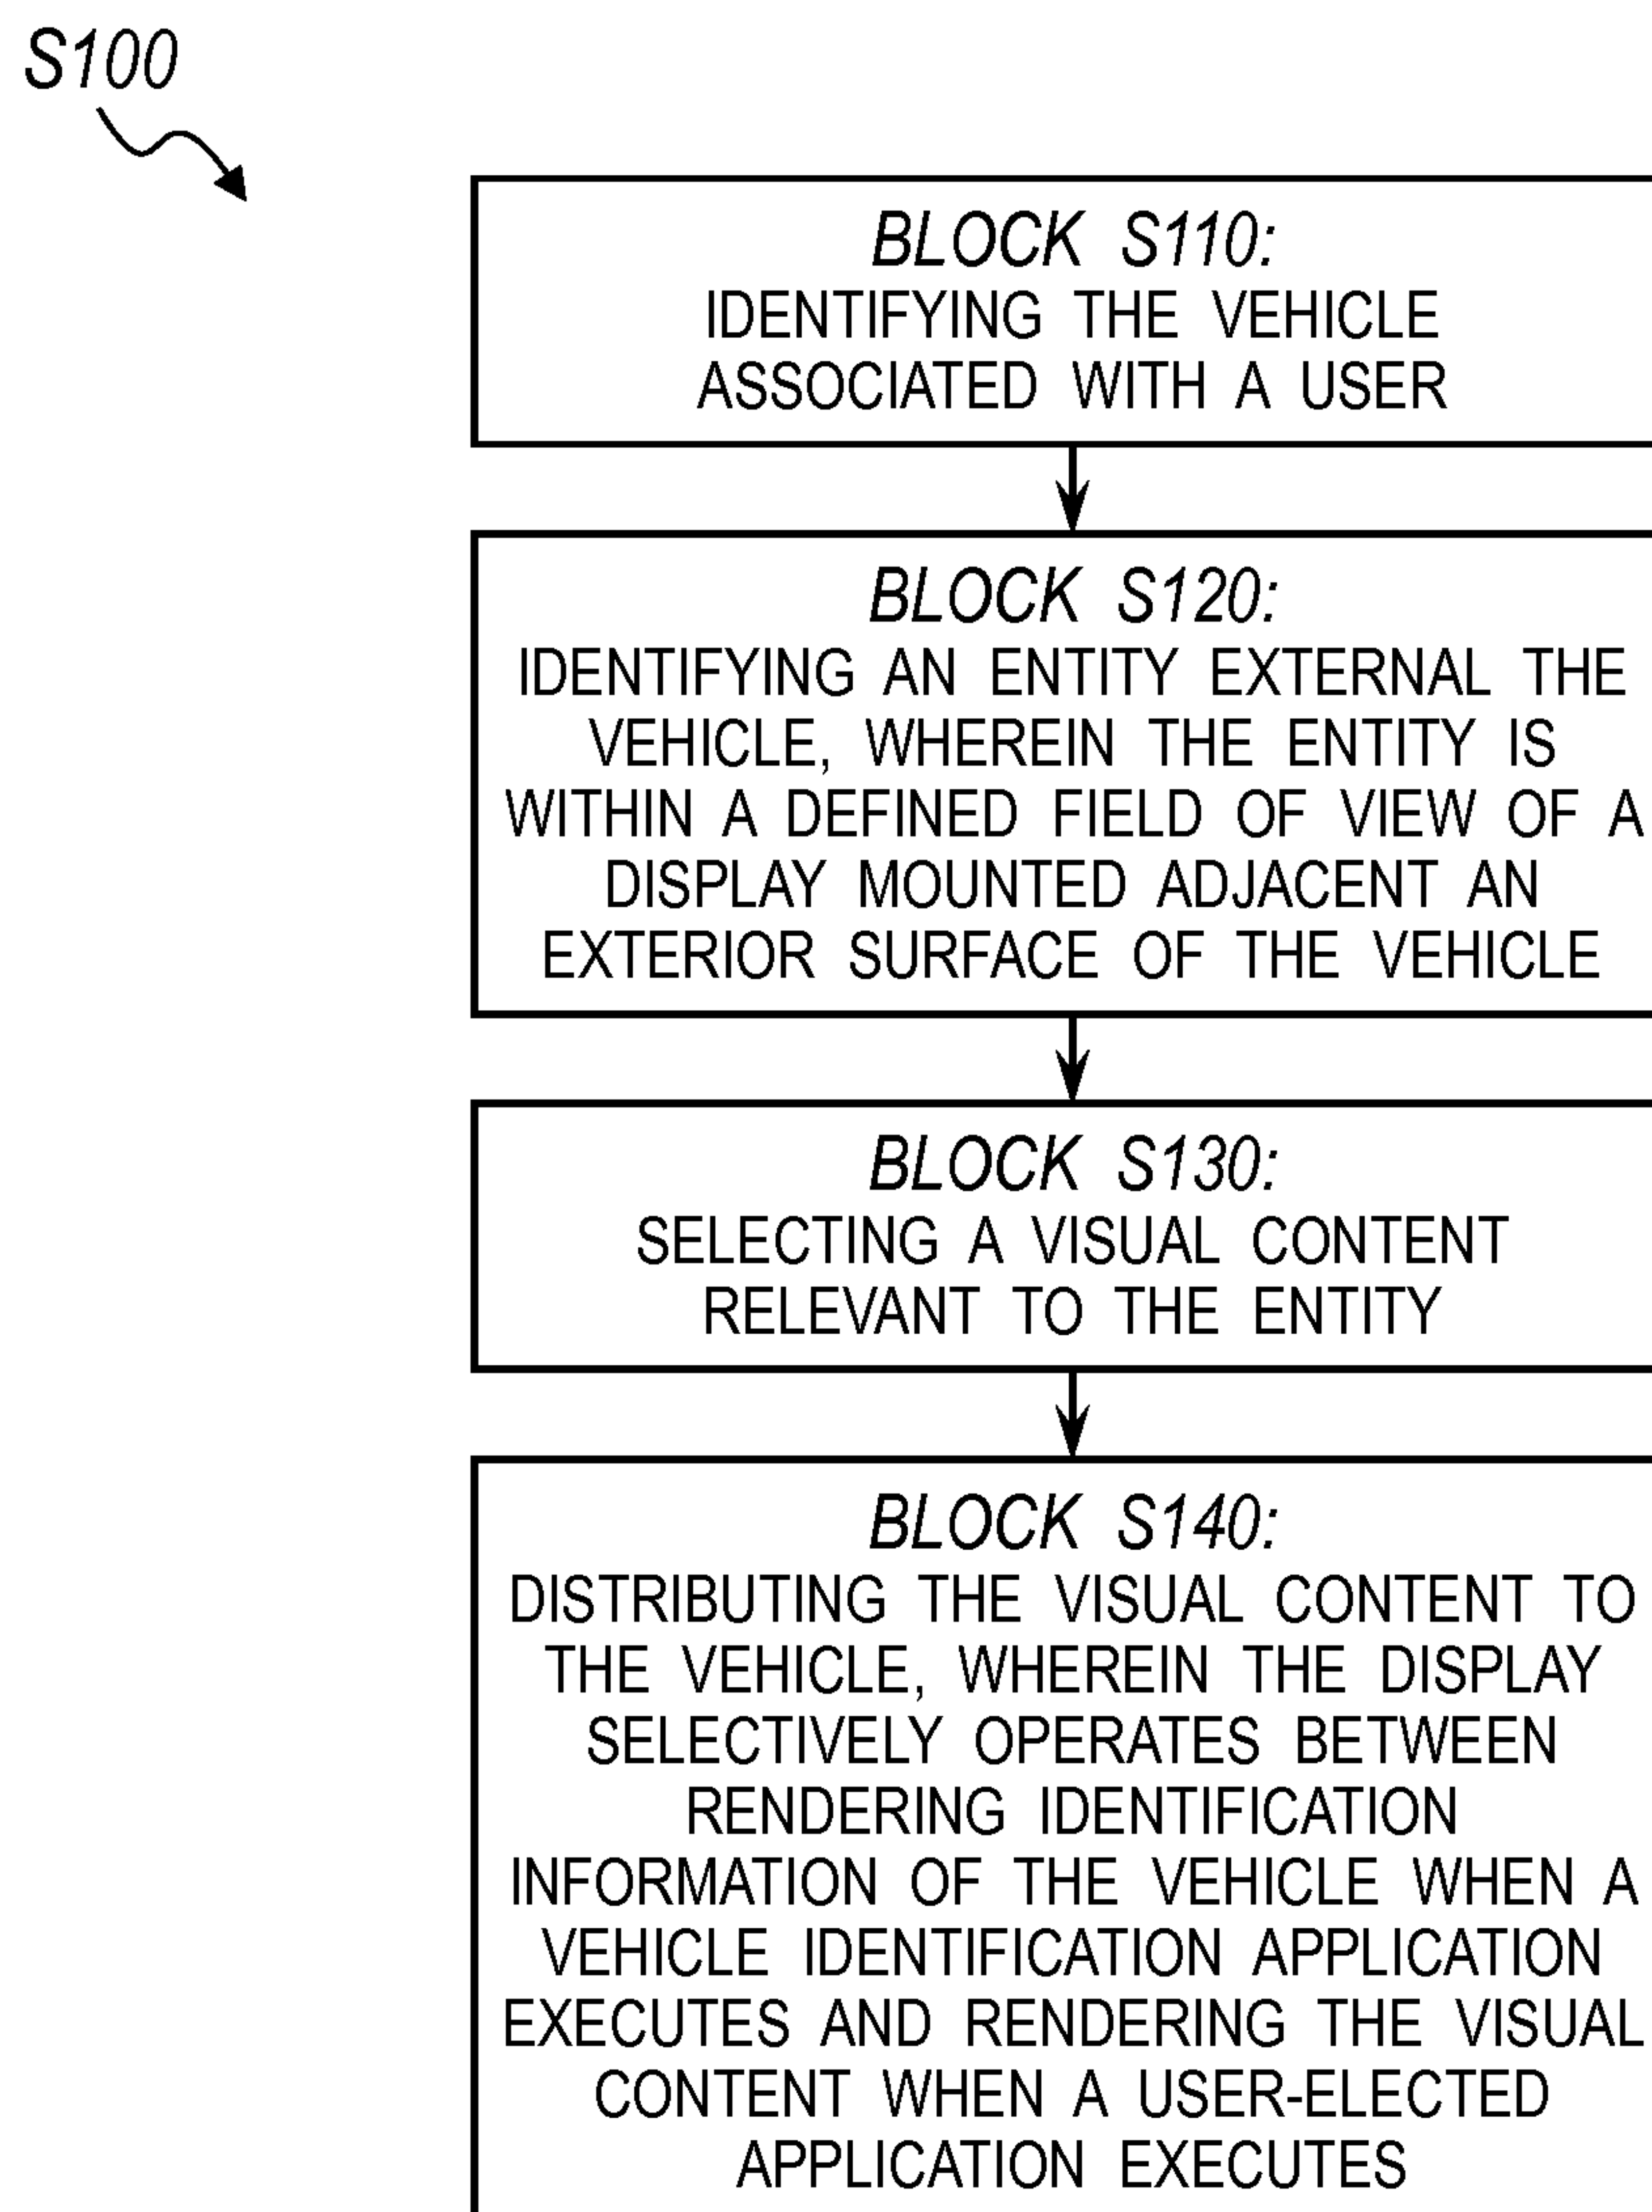 S100
BLOCK S110:
IDENTIFYING THE VEHICLE
ASSOCIATED WITH A USER
BLOCK S120:
IDENTIFYING AN ENTITY EXTERNAL THE
VEHICLE, WHEREIN THE ENTITY IS
WITHIN A DEFINED FIELD OF VIEW OF A
DISPLAY MOUNTED ADJACENT AN
EXTERIOR SURFACE OF THE VEHICLE
BLOCK S130:
SELECTING A VISUAL CONTENT
RELEVANT TO THE ENTITY
BLOCK S140:
DISTRIBUTING THE VISUAL CONTENT TO
THE VEHICLE, WHEREIN THE DISPLAY
SELECTIVELY OPERATES BETWEEN
RENDERING IDENTIFICATION
INFORMATION OF THE VEHICLE WHEN A
VEHICLE IDENTIFICATION APPLICATION
EXECUTES AND RENDERING THE VISUAL
CONTENT WHEN A USER-ELECTED
APPLICATION EXECUTES